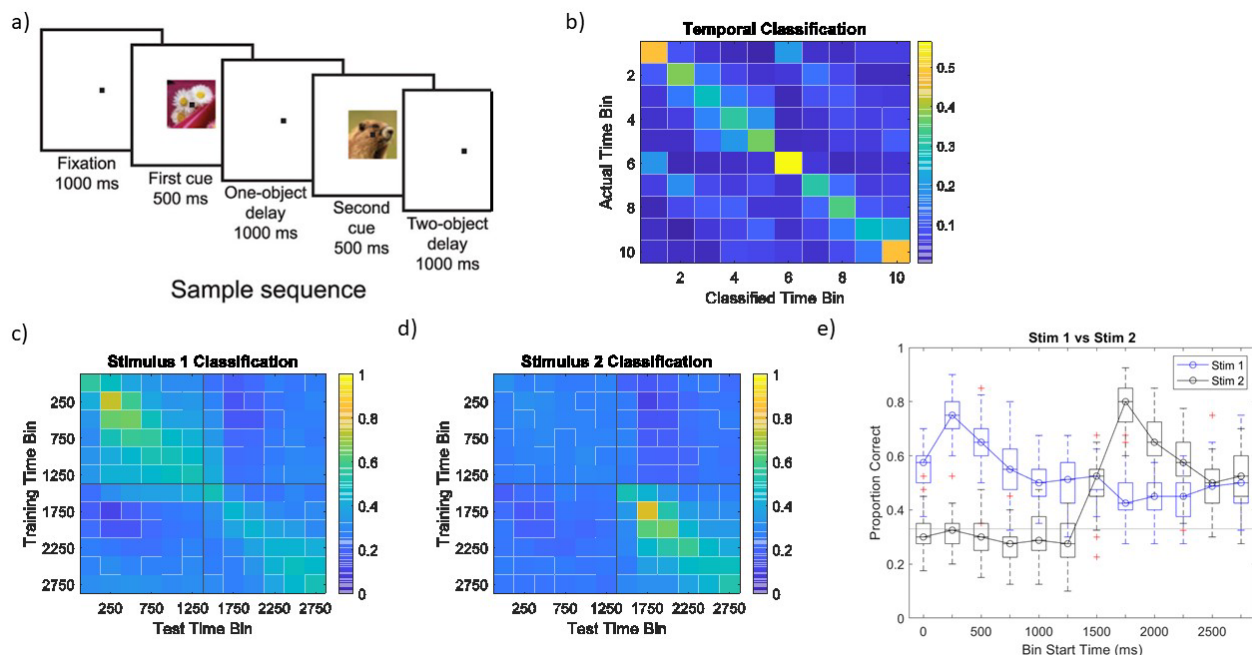 a)
Fixation
1000 ms
First cue
500 ms
One-object
delay
1000 ms
Second
cue
500 ms
Two-object
delay
1000 ms
Sample sequence
b)
Temporal Classification
Actual Time Bin
2
4
6
8
10
2 4 6 8 10
Classified Time Bin
0.5
0.4
0.3
0.2
0.1
c)
Stimulus 1 Classification
Training Time Bin
250
750
1250
1750
2250
2750
250 750 1250 1750 2250 2750
Test Time Bin
1
0.8
0.6
0.4
0.2
0
d)
Stimulus 2 Classification
Training Time Bin
250
750
1250
1750
2250
2750
250 750 1250 1750 2250 2750
Test Time Bin
1
0.8
0.6
0.4
0.2
0
e)
Stim 1 vs Stim 2
Stim 1
Stim 2
Proportion Correct
1
0.8
0.6
0.4
0.2
0
0 500 1000 1500 2000 2500
Bin Start Time (ms)